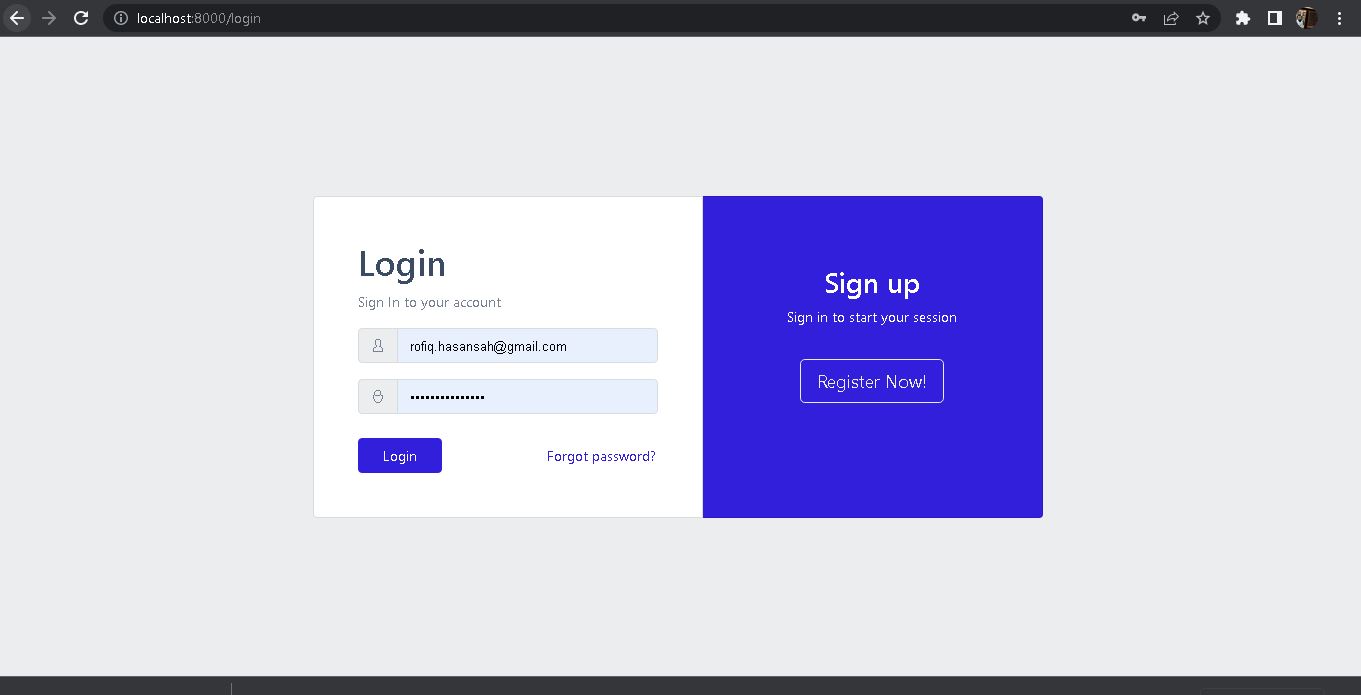 localhost:8000/login
Login
Sign In to your account
rofiq.hasansah@gmail.com
•••••••••••••••
Login
Forgot password?
Sign up
Sign in to start your session
Register Now!